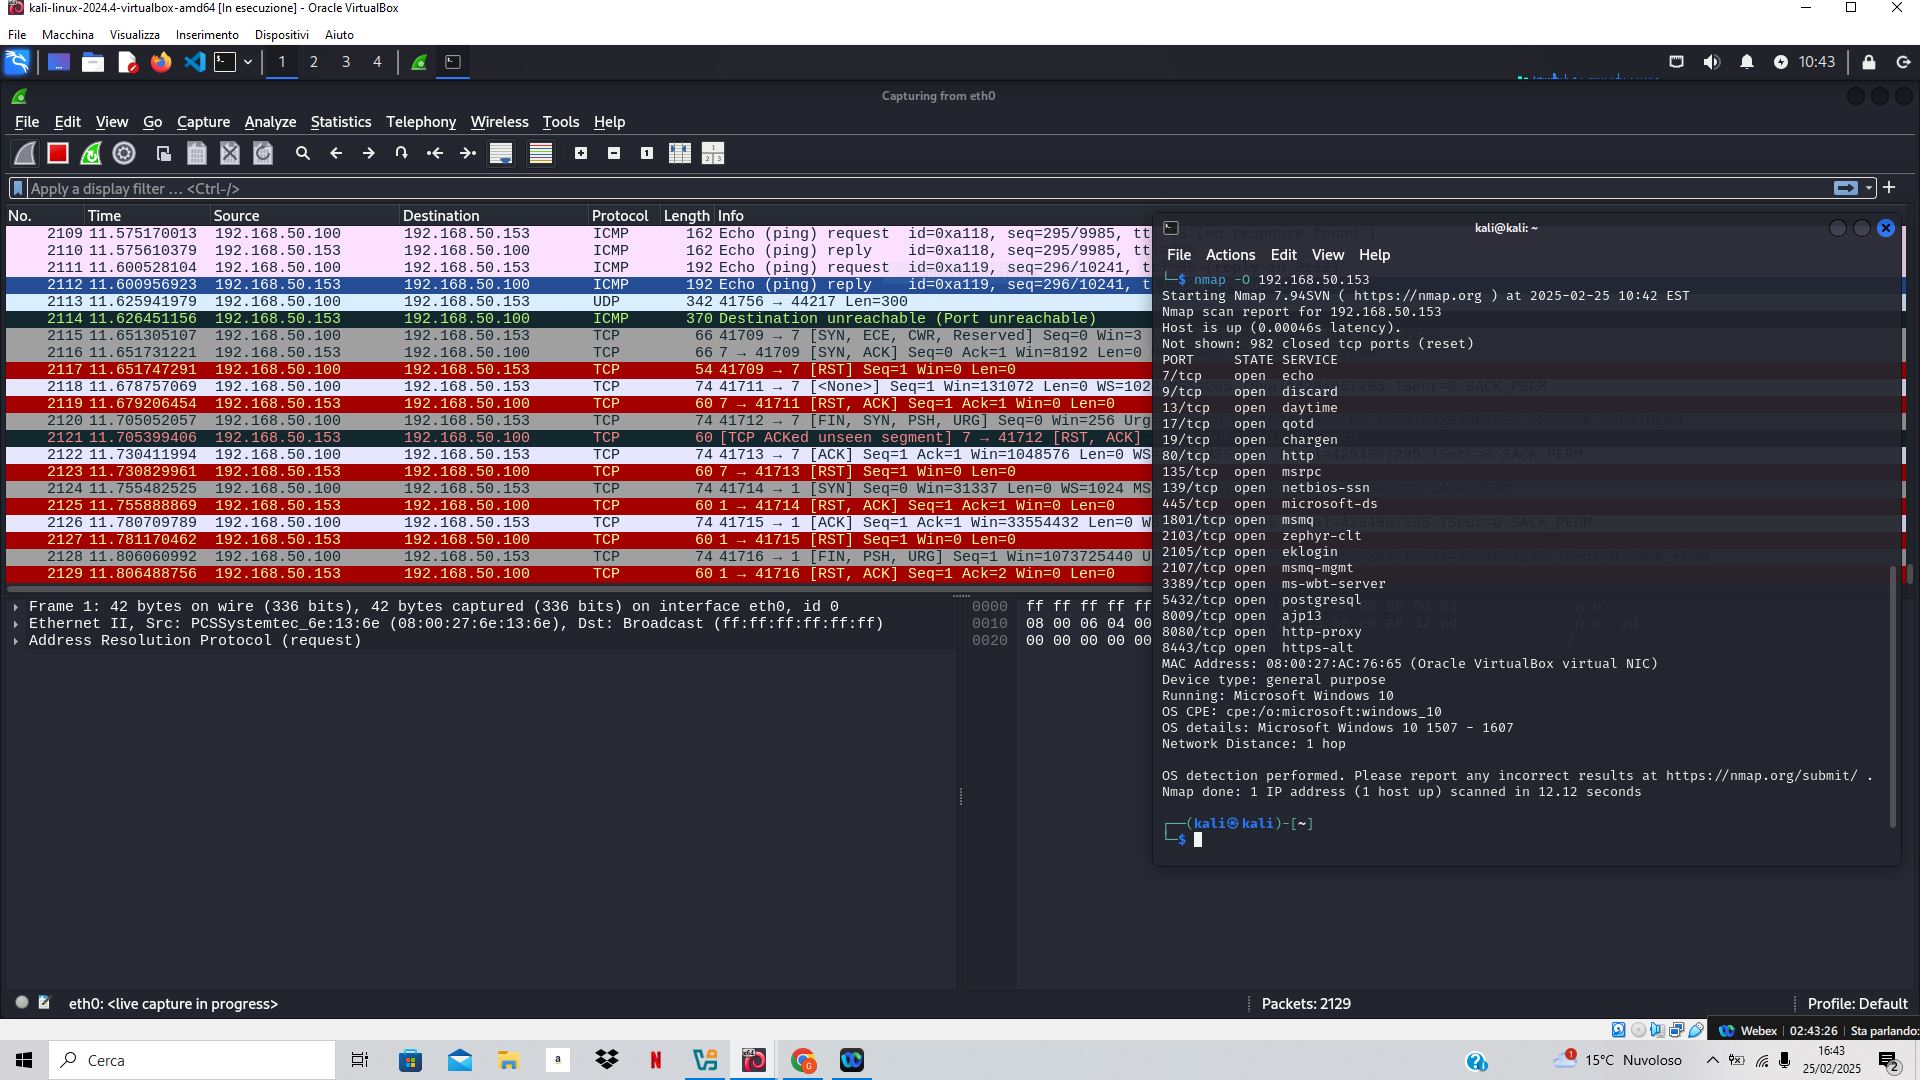 kali-linux-2024.4-virtualbox-amd64 [In esecuzione] - Oracle VirtualBox
File Macchina Visualizza Inserimento Dispositivi Aiuto
1 2 3 4 10:43
Capturing from eth0
File Edit View Go Capture Analyze Statistics Telephony Wireless Tools Help
Apply a display filter … <Ctrl-/>
No. Time Source Destination Protocol Length Info
2109 11.575170013 192.168.50.100 192.168.50.153 ICMP 162 Echo (ping) request id=0xa118, seq=295/9985, (no response found!)
2110 11.575610379 192.168.50.153 192.168.50.100 ICMP 162 Echo (ping) reply id=0xa118, seq=295/9985,
2111 11.600528104 192.168.50.100 192.168.50.153 ICMP 192 Echo (ping) request id=0xa119, seq=296/10241,
2112 11.600956923 192.168.50.153 192.168.50.100 ICMP 192 Echo (ping) reply id=0xa119, seq=296/10241,
2113 11.625941979 192.168.50.100 192.168.50.153 UDP 342 41756 → 44217 Len=300
2114 11.626451156 192.168.50.153 192.168.50.100 ICMP 370 Destination unreachable (Port unreachable)
2115 11.651305107 192.168.50.100 192.168.50.153 TCP 66 41709 → 7 [SYN, ECE, CWR, Reserved] Seq=0 Win=3
2116 11.651731221 192.168.50.153 192.168.50.100 TCP 66 7 → 41709 [SYN, ACK] Seq=0 Ack=1 Win=8192 Len=0
2117 11.651747291 192.168.50.100 192.168.50.153 TCP 54 41709 → 7 [RST] Seq=1 Win=0 Len=0
2118 11.678757069 192.168.50.100 192.168.50.153 TCP 74 41711 → 7 [<None>] Seq=1 Win=131072 Len=0 WS=1024 TSecr=0 SACK_PERM
2119 11.679206454 192.168.50.153 192.168.50.100 TCP 60 7 → 41711 [RST, ACK] Seq=1 Ack=1 Win=0 Len=0
2120 11.705052057 192.168.50.100 192.168.50.153 TCP 74 41712 → 7 [FIN, SYN, PSH, URG] Seq=0 Win=256 Urg
2121 11.705399406 192.168.50.153 192.168.50.100 TCP 60 [TCP ACKed unseen segment] 7 → 41712 [RST, ACK]
2122 11.730411994 192.168.50.100 192.168.50.153 TCP 74 41713 → 7 [ACK] Seq=1 Ack=1 Win=1048576 Len=0 TSecr=0 SACK_PERM
2123 11.730829961 192.168.50.153 192.168.50.100 TCP 60 7 → 41713 [RST] Seq=1 Win=0 Len=0
2124 11.755482525 192.168.50.100 192.168.50.153 TCP 74 41714 → 1 [SYN] Seq=0 Win=31337 Len=0 WS=1024
2125 11.755888869 192.168.50.153 192.168.50.100 TCP 60 1 → 41714 [RST, ACK] Seq=1 Ack=1 Win=0 Len=0
2126 11.780709789 192.168.50.100 192.168.50.153 TCP 74 41715 → 1 [ACK] Seq=1 Ack=1 Win=33554432 Len=0 TSecr=0 SACK_PERM
2127 11.781170462 192.168.50.153 192.168.50.100 TCP 60 1 → 41715 [RST] Seq=1 Win=0 Len=0
2128 11.806060992 192.168.50.100 192.168.50.153 TCP 74 41716 → 1 [FIN, PSH, URG] Seq=1 Win=1073725440
2129 11.806488756 192.168.50.153 192.168.50.100 TCP 60 1 → 41716 [RST, ACK] Seq=1 Ack=2 Win=0 Len=0
Frame 1: 42 bytes on wire (336 bits), 42 bytes captured (336 bits) on interface eth0, id 0
Ethernet II, Src: PCSSystemtec_6e:13:6e (08:00:27:6e:13:6e), Dst: Broadcast (ff:ff:ff:ff:ff:ff)
Address Resolution Protocol (request)
0000 ff ff ff ff ff
0010 08 00 06 04 00
0020 00 00 00 00 00
kali@kali: ~
File Actions Edit View Help
└─$ nmap -O 192.168.50.153
Starting Nmap 7.94SVN ( https://nmap.org ) at 2025-02-25 10:42 EST
Nmap scan report for 192.168.50.153
Host is up (0.00046s latency).
Not shown: 982 closed tcp ports (reset)
PORT STATE SERVICE
7/tcp open echo
9/tcp open discard
13/tcp open daytime
17/tcp open qotd
19/tcp open chargen
80/tcp open http
135/tcp open msrpc
139/tcp open netbios-ssn
445/tcp open microsoft-ds
1801/tcp open msmq
2103/tcp open zephyr-clt
2105/tcp open eklogin
2107/tcp open msmq-mgmt
3389/tcp open ms-wbt-server
5432/tcp open postgresql
8009/tcp open ajp13
8080/tcp open http-proxy
8443/tcp open https-alt
MAC Address: 08:00:27:AC:76:65 (Oracle VirtualBox virtual NIC)
Device type: general purpose
Running: Microsoft Windows 10
OS CPE: cpe:/o:microsoft:windows_10
OS details: Microsoft Windows 10 1507 - 1607
Network Distance: 1 hop
OS detection performed. Please report any incorrect results at https://nmap.org/submit/ .
Nmap done: 1 IP address (1 host up) scanned in 12.12 seconds
┌──(kali㉿kali)-[~]
└─$
eth0: <live capture in progress> Packets: 2129 Profile: Default
Webex 02:43:26 Sta parlando:
Cerca
15°C Nuvoloso
16:43
25/02/2025